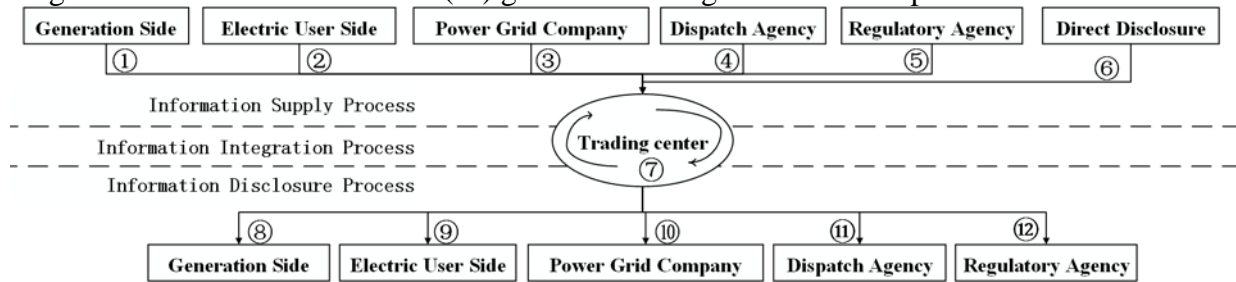 Generation Side Electric User Side Power Grid Company Dispatch Agency Regulatory Agency Direct Disclosure
① ② ③ ④ ⑤ ⑥
Information Supply Process
Trading center
Information Integration Process
⑦
Information Disclosure Process
⑧ ⑨ ⑩ ⑪ ⑫
Generation Side Electric User Side Power Grid Company Dispatch Agency Regulatory Agency